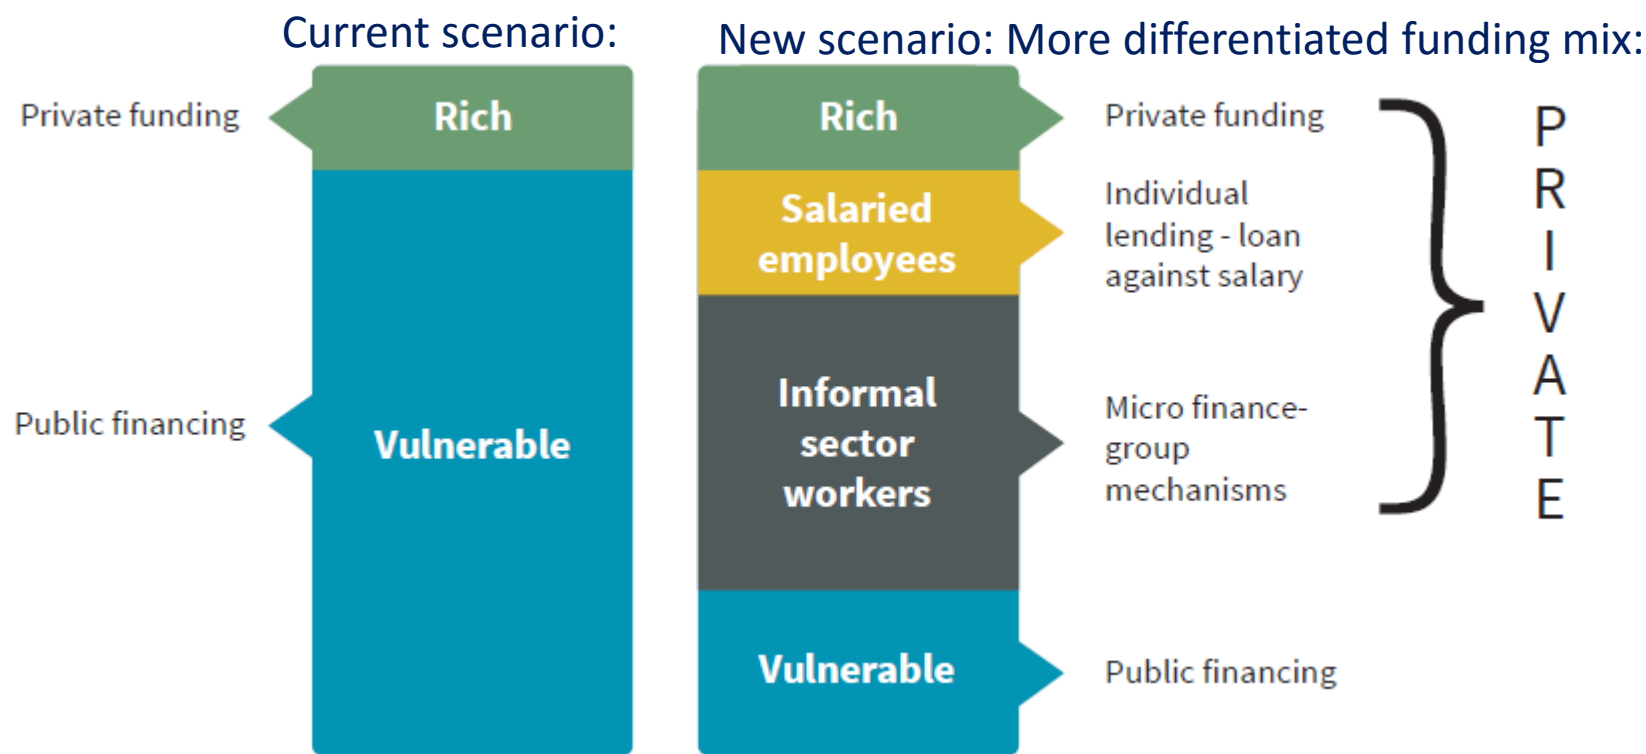 Current scenario:
New scenario: More differentiated funding mix:
Private funding
Rich
Public financing
Vulnerable
Rich
Private funding
Salaried
employees
Individual
lending - loan
against salary
Informal
sector
workers
Micro finance-
group
mechanisms
Vulnerable
Public financing
P
R
I
V
A
T
E